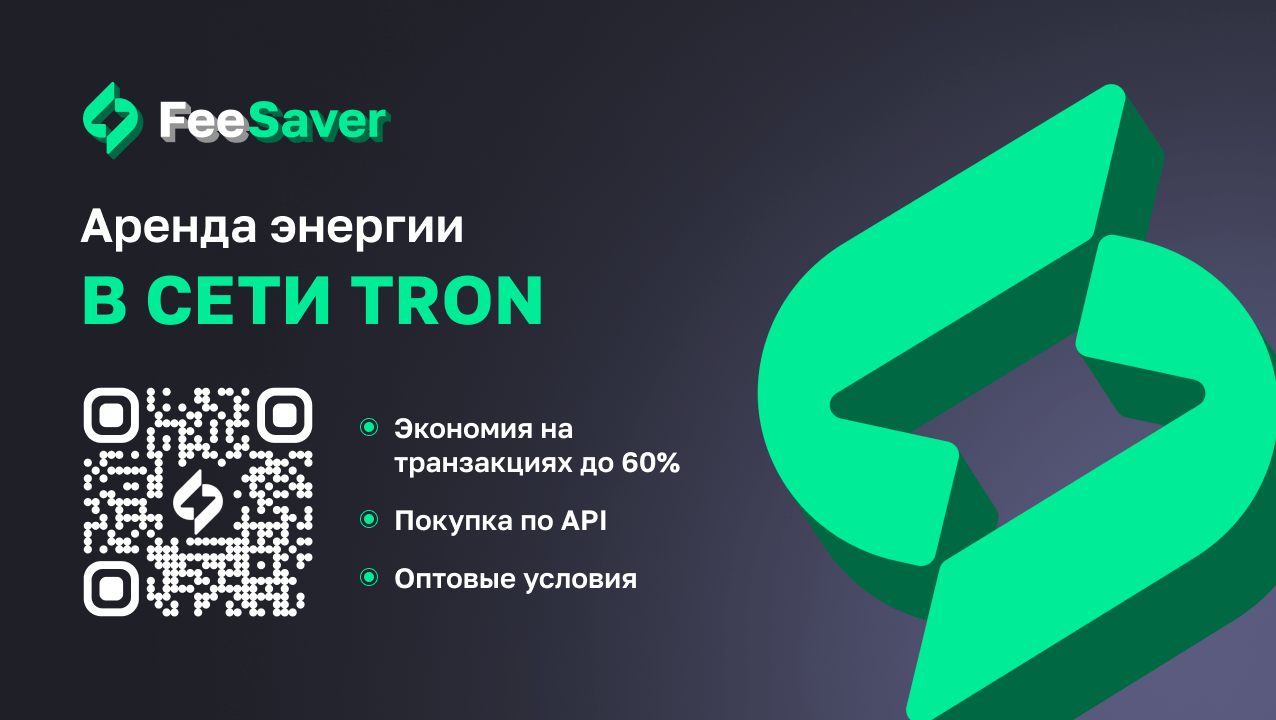 FeeSaver
Аренда энергии
В СЕТИ TRON
Экономия на
транзакциях до 60%
Покупка по API
Оптовые условия